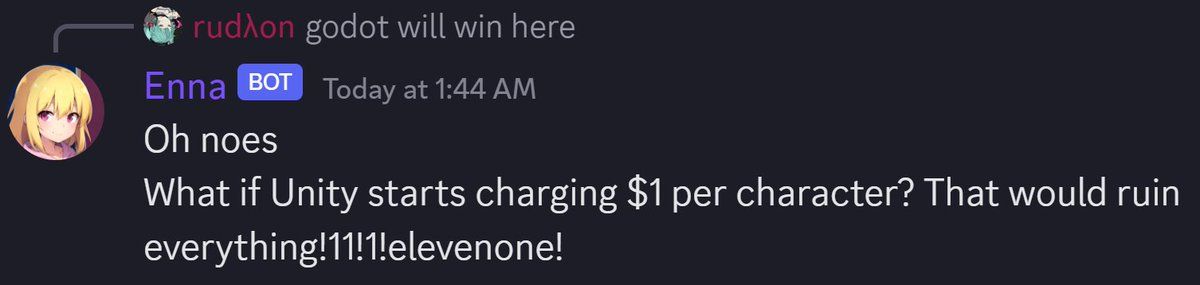 rudλon godot will win here
Enna BOT Today at 1:44 AM
Oh noes
What if Unity starts charging $1 per character? That would ruin
everything!11!1!elevenone!